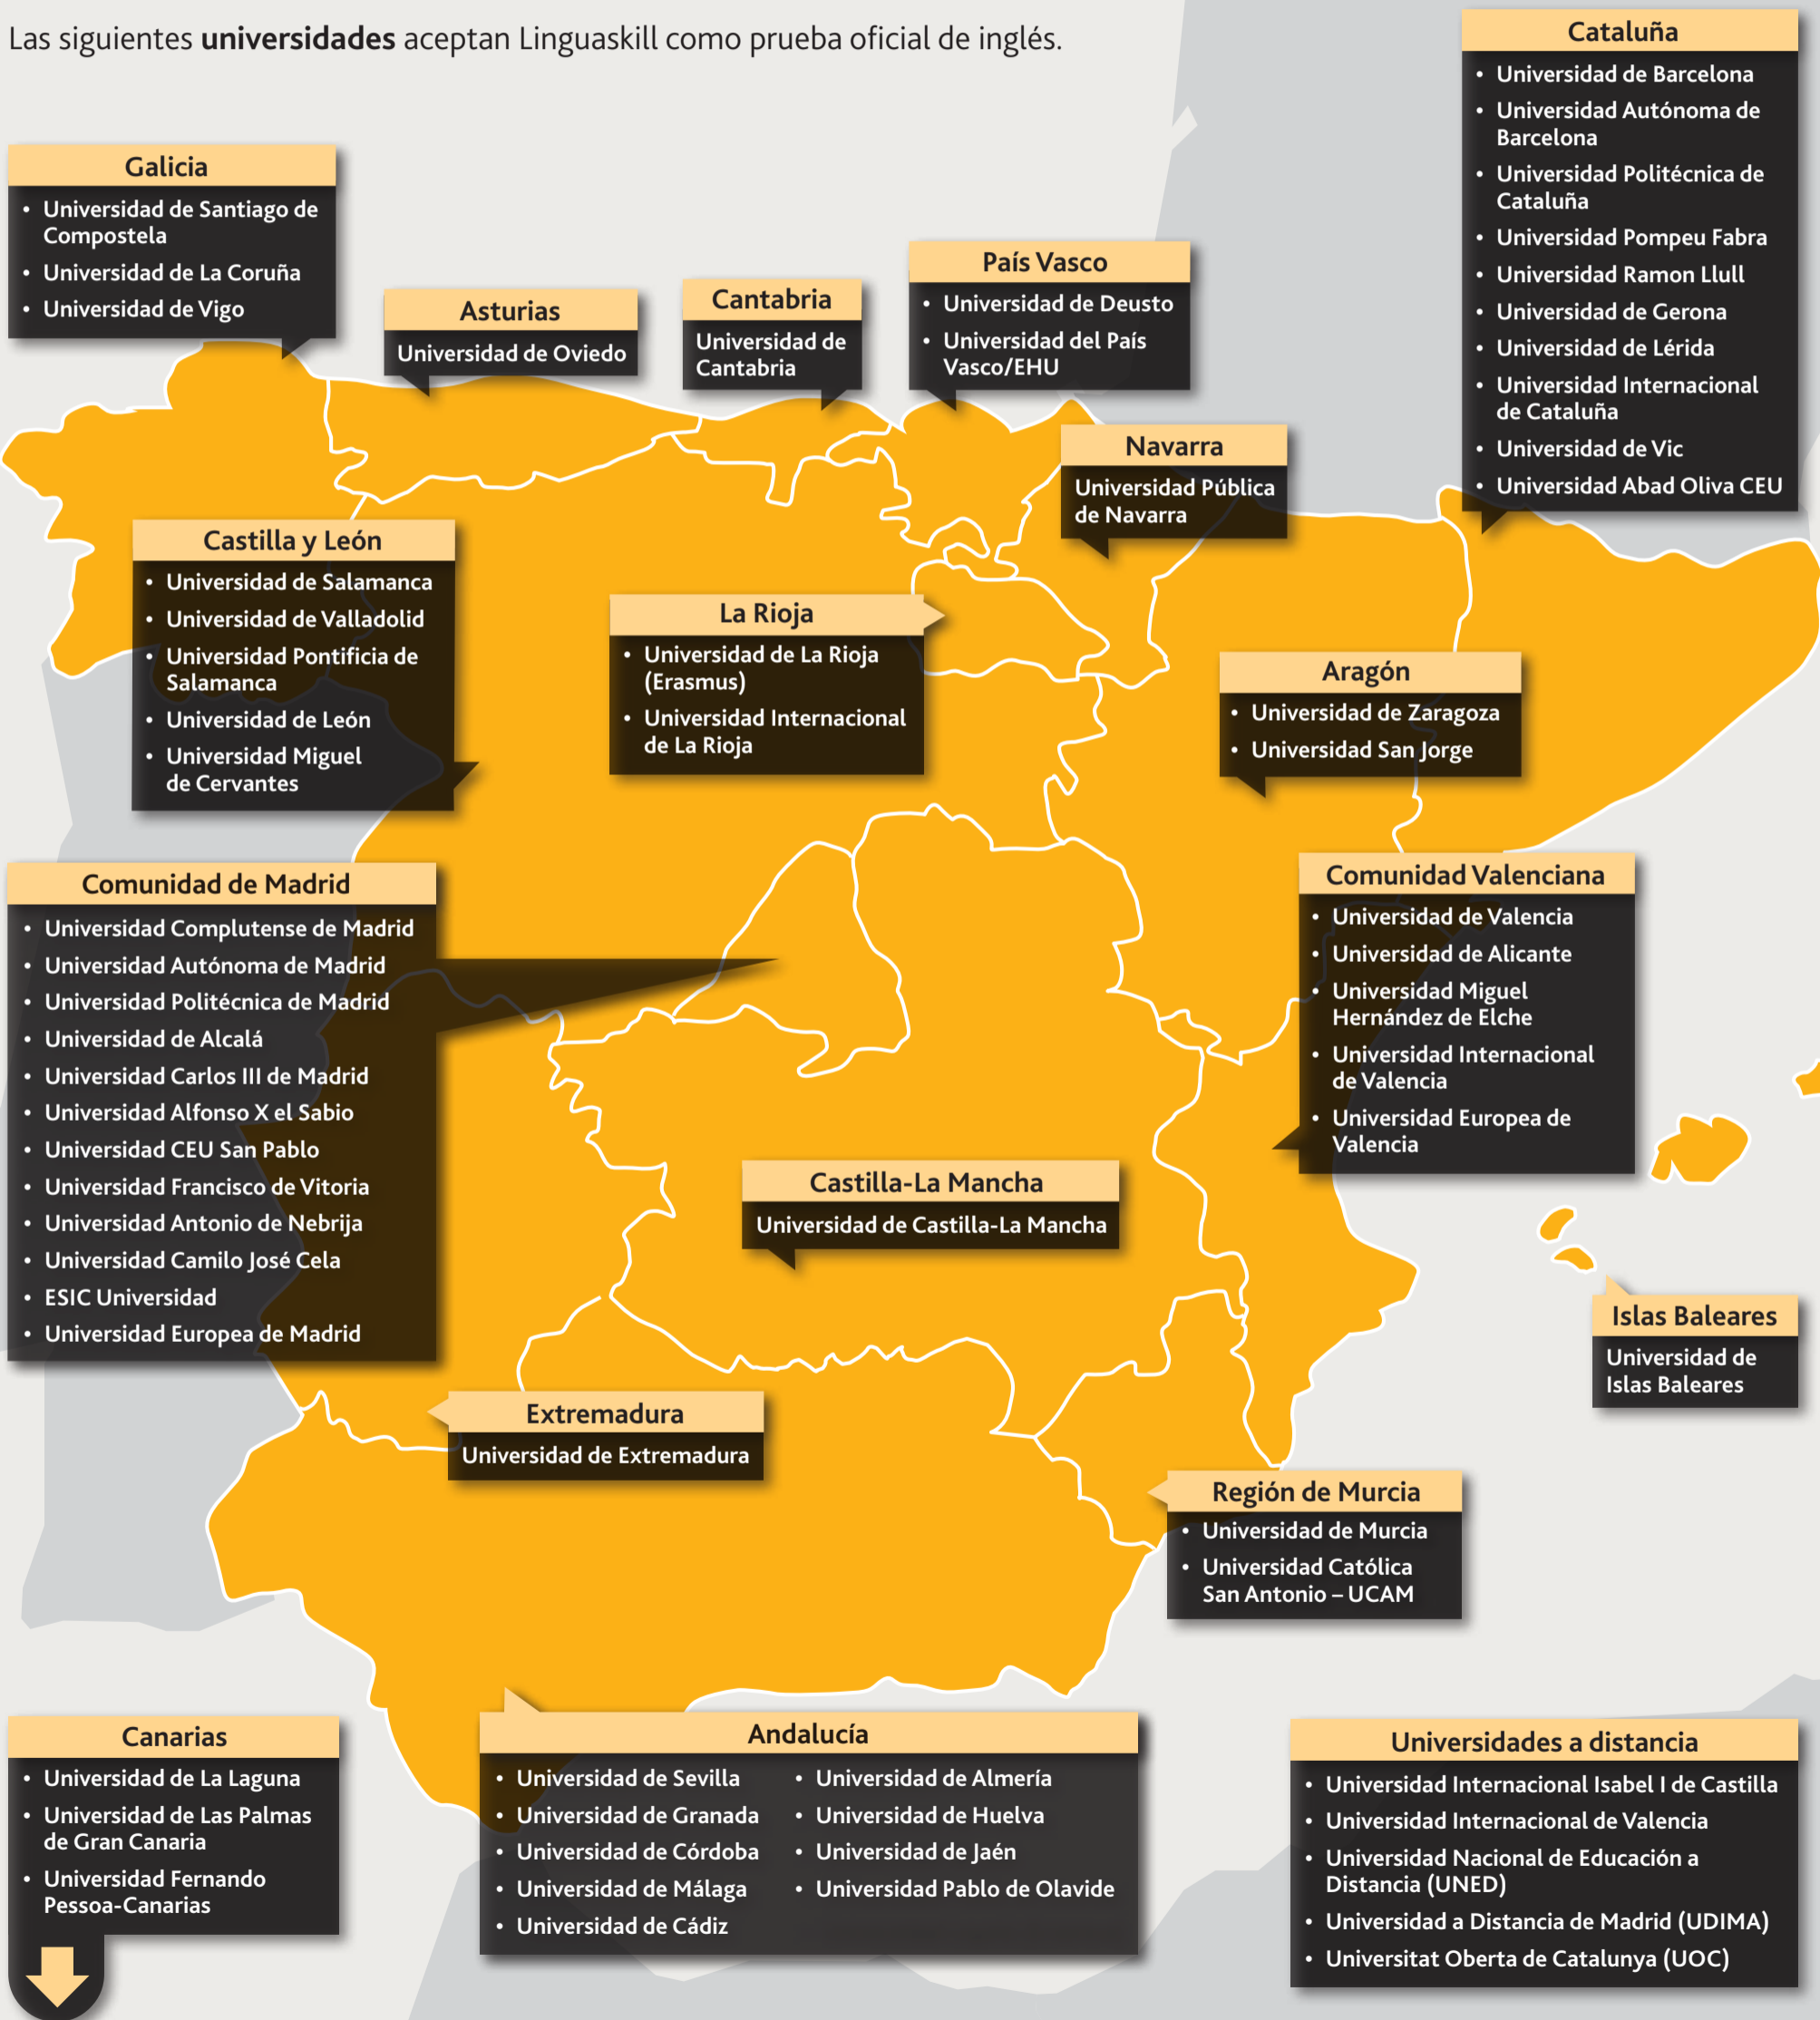 Las siguientes universidades aceptan Linguaskill como prueba oficial de inglés.
Galicia
• Universidad de Santiago de
Compostela
• Universidad de La Coruña
• Universidad de Vigo
Asturias
Universidad de Oviedo
Cantabria
Universidad de
Cantabria
País Vasco
• Universidad de Deusto
• Universidad del País
Vasco/EHU
Navarra
Universidad Pública
de Navarra
Cataluña
• Universidad de Barcelona
• Universidad Autónoma de
Barcelona
• Universidad Politécnica de
Cataluña
• Universidad Pompeu Fabra
• Universidad Ramon Llull
• Universidad de Gerona
• Universidad de Lérida
• Universidad Internacional
de Cataluña
• Universidad de Vic
• Universidad Abad Oliva CEU
Castilla y León
• Universidad de Salamanca
• Universidad de Valladolid
• Universidad Pontificia de
Salamanca
• Universidad de León
• Universidad Miguel
de Cervantes
La Rioja
• Universidad de La Rioja
(Erasmus)
• Universidad Internacional
de La Rioja
Aragón
• Universidad de Zaragoza
• Universidad San Jorge
Comunidad de Madrid
• Universidad Complutense de Madrid
• Universidad Autónoma de Madrid
• Universidad Politécnica de Madrid
• Universidad de Alcalá
• Universidad Carlos III de Madrid
• Universidad Alfonso X el Sabio
• Universidad CEU San Pablo
• Universidad Francisco de Vitoria
• Universidad Antonio de Nebrija
• Universidad Camilo José Cela
• ESIC Universidad
• Universidad Europea de Madrid
Comunidad Valenciana
• Universidad de Valencia
• Universidad de Alicante
• Universidad Miguel
Hernández de Elche
• Universidad Internacional
de Valencia
• Universidad Europea de
Valencia
Castilla-La Mancha
Universidad de Castilla-La Mancha
Islas Baleares
Universidad de
Islas Baleares
Extremadura
Universidad de Extremadura
Región de Murcia
• Universidad de Murcia
• Universidad Católica
San Antonio – UCAM
Canarias
• Universidad de La Laguna
• Universidad de Las Palmas
de Gran Canaria
• Universidad Fernando
Pessoa-Canarias
Andalucía
• Universidad de Sevilla
• Universidad de Granada
• Universidad de Córdoba
• Universidad de Málaga
• Universidad de Cádiz
• Universidad de Almería
• Universidad de Huelva
• Universidad de Jaén
• Universidad Pablo de Olavide
Universidades a distancia
• Universidad Internacional Isabel I de Castilla
• Universidad Internacional de Valencia
• Universidad Nacional de Educación a
Distancia (UNED)
• Universidad a Distancia de Madrid (UDIMA)
• Universitat Oberta de Catalunya (UOC)